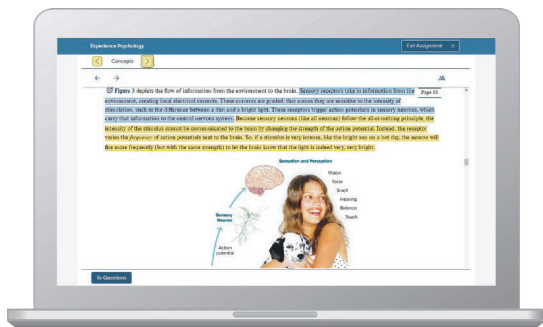 Experience Psychology
Exit Assignment X
Concepts
Figure 3 depicts the flow of information from the environment to the brain. Sensory receptors take in information from the
Page 33
environment, creating local electrical currents. These currents are graded; that means they are sensitive to the intensity of
stimulation, such as the difference between a dim and a bright light. These receptors trigger action potentials in sensory neurons, which
carry that information to the central nervous system. Because sensory neurons (like all neurons) follow the all-or-nothing principle, the
intensity of the stimulus cannot be communicated to the brain by changing the strength of the action potential. Instead, the receptor
varies the frequency of action potentials sent to the brain. So, if a stimulus is very intense, like the bright sun on a hot day, the neuron will
fire more frequently (but with the same strength) to let the brain know that the light is indeed very, very bright.
Sensation and Perception
Vision
Taste
Smell
Hearing
Balance
Touch
Sensory
Neuron
Action
potential
To Questions